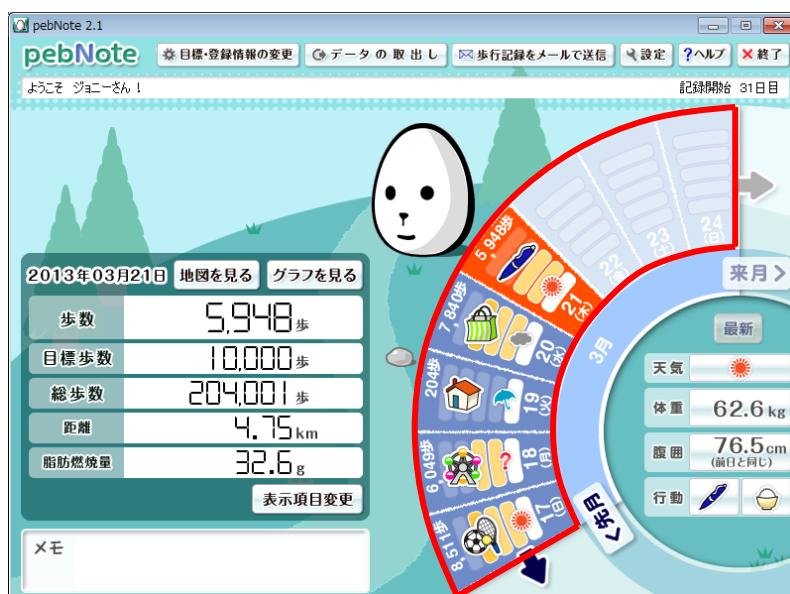 pebNote 2.1
pebNote
目標・登録情報の変更
データの取出し
歩行記録をメールで送信
設定
?ヘルプ
×終了
ようこそ ジョニーさん!
記録開始 31日目
2013年03月21日
地図を見る
グラフを見る
歩数 5,948歩
目標歩数 10,000歩
総歩数 204,001歩
距離 4.75km
脂肪燃焼量 32.6g
表示項目変更
メモ
24(日)
23
22
5,948歩 21(木)
7,840歩 20(水)
204歩 19(火)
6,049歩 ? 18(月)
8,511歩 17(日)
3月
来月>
<先月
最新
天気
体重 62.6kg
腹囲 76.5cm
(前日と同じ)
行動